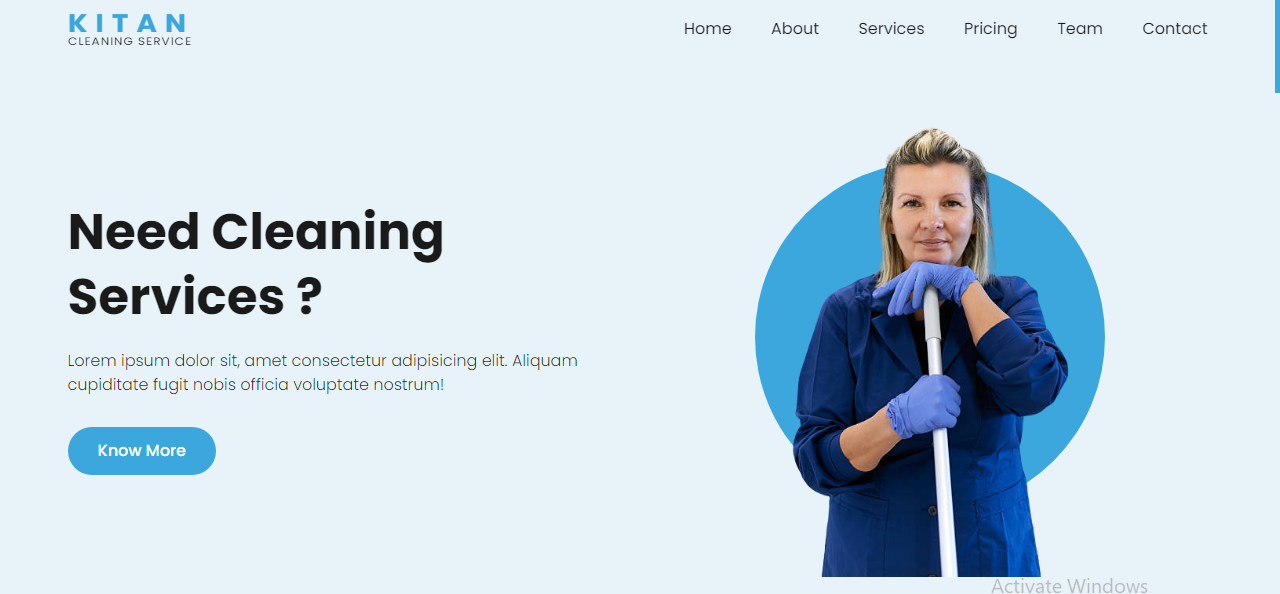 KITAN
CLEANING SERVICE
Home About Services Pricing Team Contact
Need Cleaning
Services ?
Lorem ipsum dolor sit, amet consectetur adipisicing elit. Aliquam
cupiditate fugit nobis officia voluptate nostrum!
Know More
Activate Windows